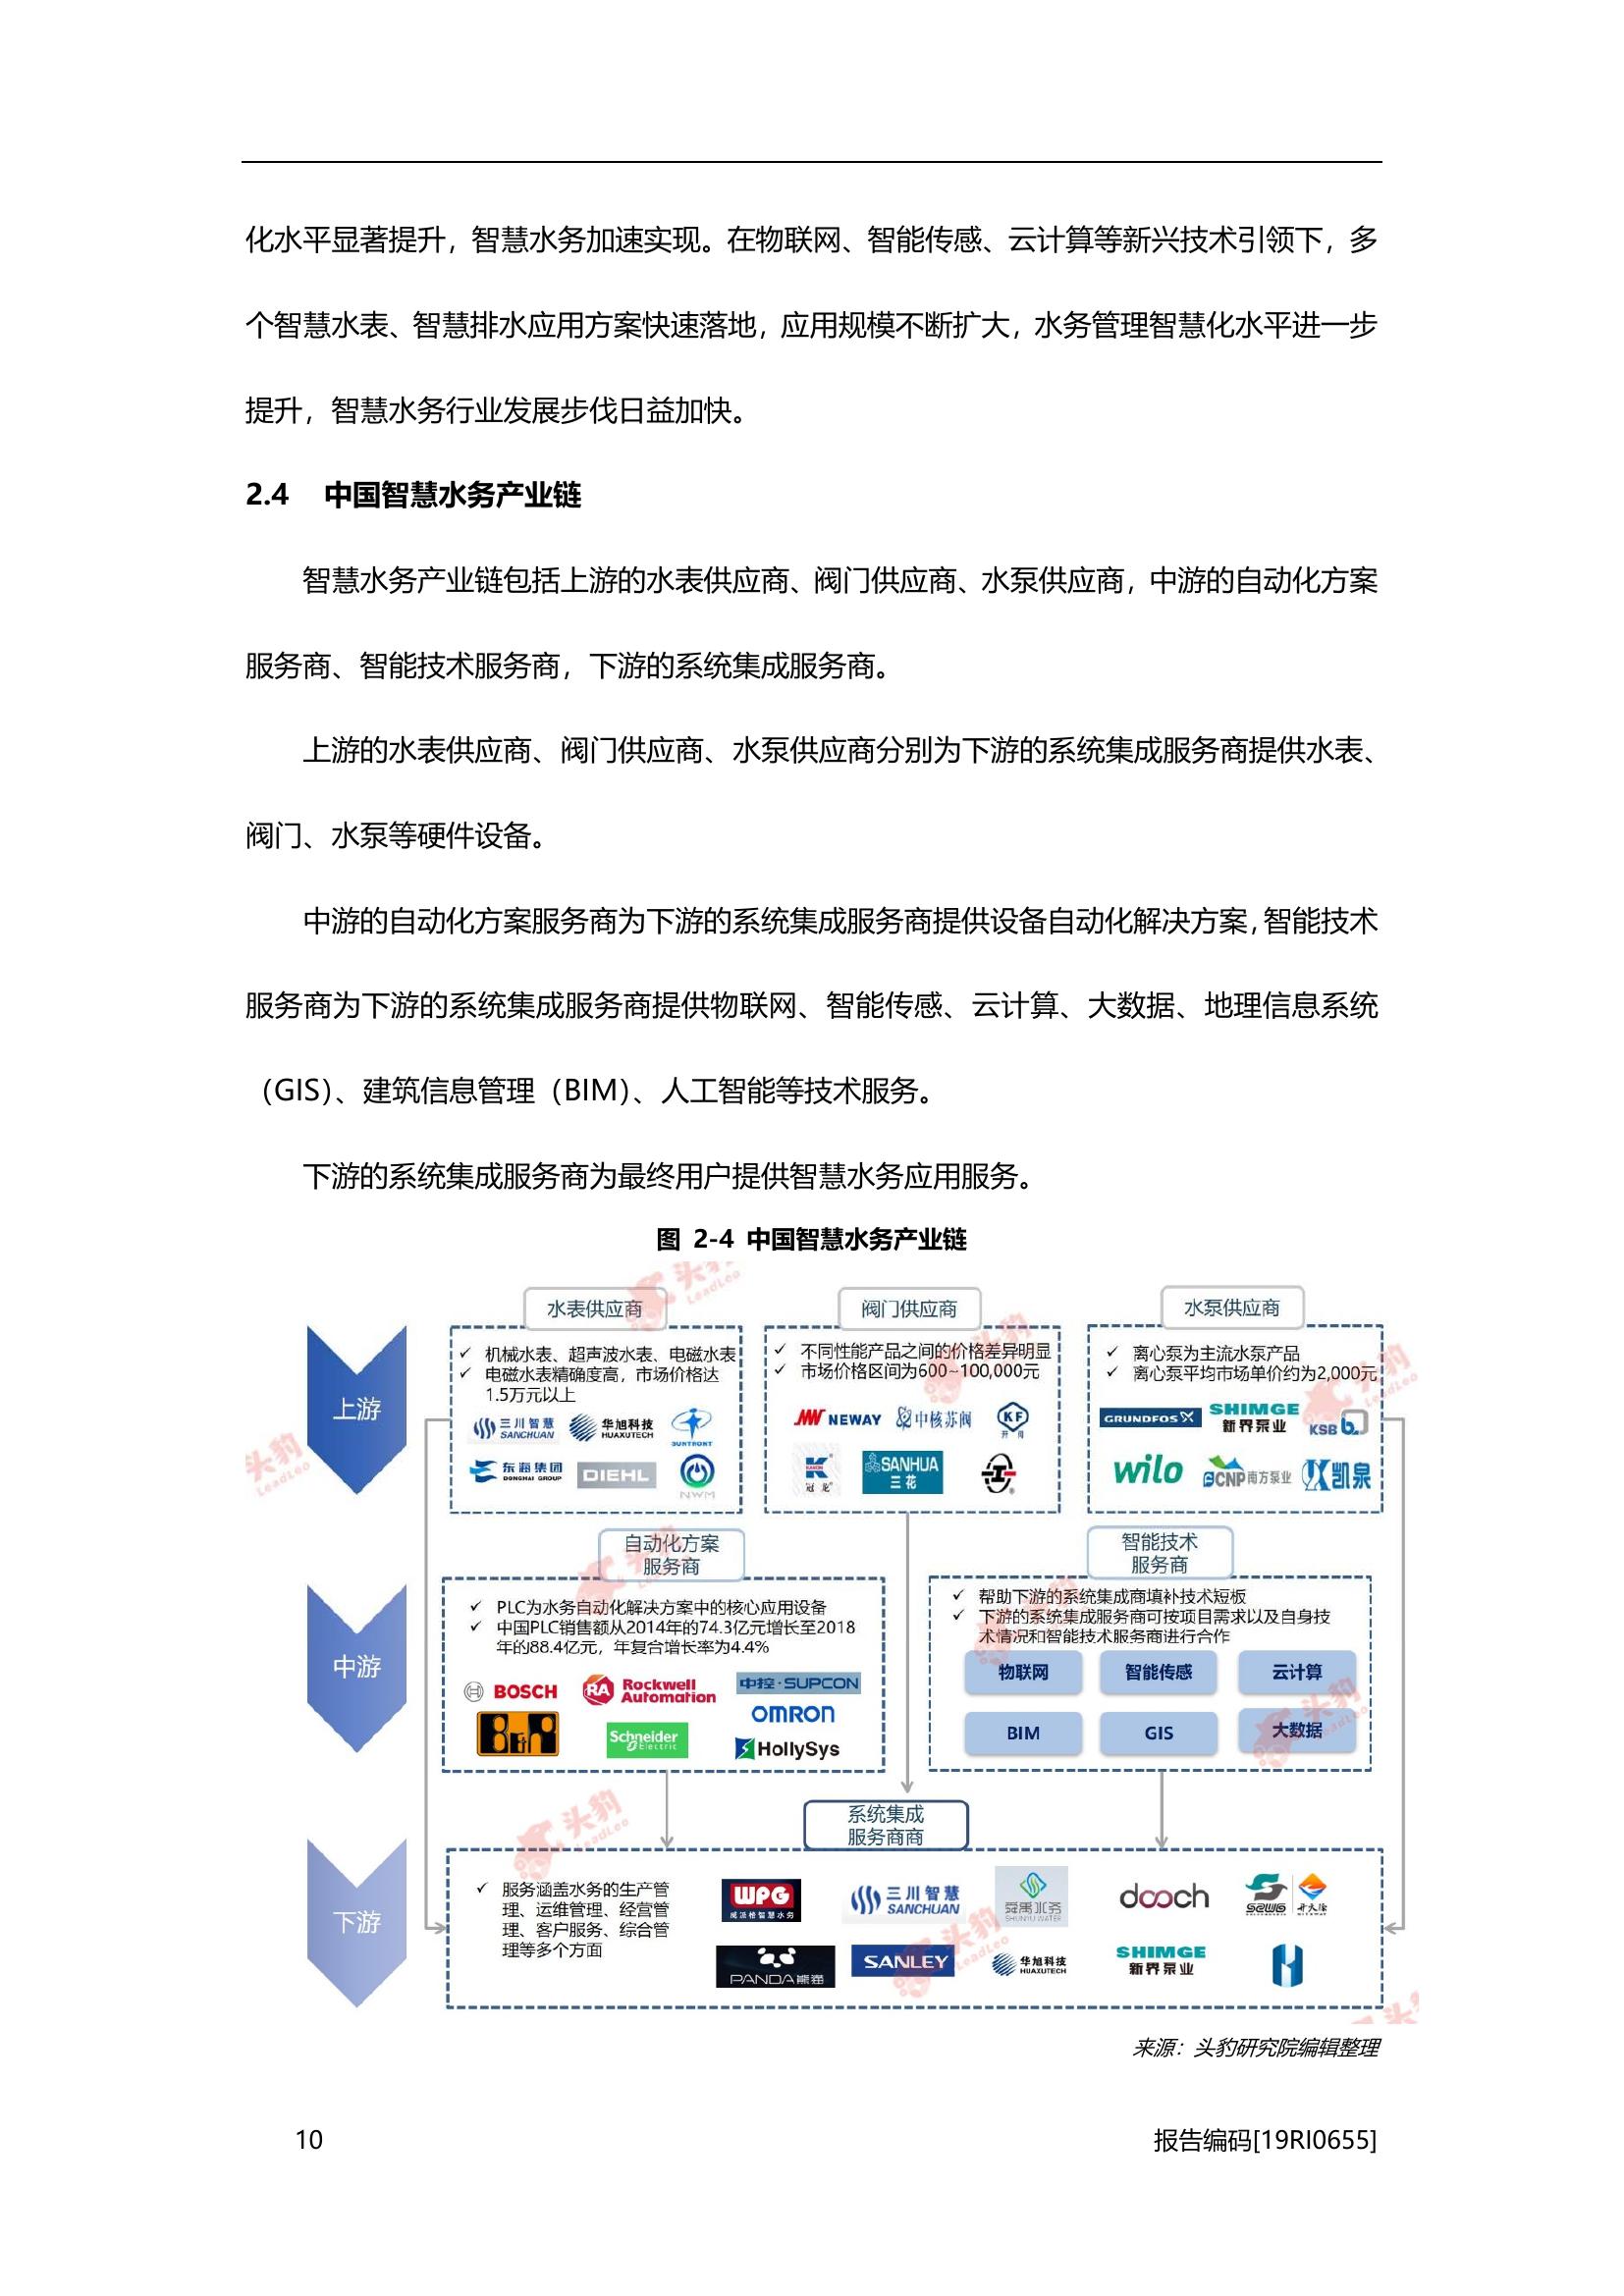 化水平显著提升，智慧水务加速实现。在物联网、智能传感、云计算等新兴技术引领下，多
个智慧水表、智慧排水应用方案快速落地，应用规模不断扩大，水务管理智慧化水平进一步
提升，智慧水务行业发展步伐日益加快。
2.4 中国智慧水务产业链
智慧水务产业链包括上游的水表供应商、阀门供应商、水泵供应商，中游的自动化方案
服务商、智能技术服务商，下游的系统集成服务商。
上游的水表供应商、阀门供应商、水泵供应商分别为下游的系统集成服务商提供水表、
阀门、水泵等硬件设备。
中游的自动化方案服务商为下游的系统集成服务商提供设备自动化解决方案，智能技术
服务商为下游的系统集成服务商提供物联网、智能传感、云计算、大数据、地理信息系统
（GIS）、建筑信息管理（BIM）、人工智能等技术服务。
下游的系统集成服务商为最终用户提供智慧水务应用服务。
图 2-4 中国智慧水务产业链
上游
水表供应商
✓ 机械水表、超声波水表、电磁水表
✓ 电磁水表精确度高，市场价格达
1.5万元以上
三川智慧
SANCHUAN
华旭科技
HUAXUTECH
SUNTRONT
东海集团
DONGHAI GROUP
DIEHL
NWM
阀门供应商
✓ 不同性能产品之间的价格差异明显
✓ 市场价格区间为600~100,000元
NEWAY
中核苏阀
KF
K
冠龙
SANHUA
三花
水泵供应商
✓ 离心泵为主流水泵产品
✓ 离心泵平均市场单价约为2,000元
GRUNDFOS
SHIMGE
新界泵业
KSB
wilo
CNP南方泵业
凯泉
中游
自动化方案
服务商
✓ PLC为水务自动化解决方案中的核心应用设备
✓ 中国PLC销售额从2014年的74.3亿元增长至2018
年的88.4亿元，年复合增长率为4.4%
BOSCH
RA Rockwell
Automation
中控·SUPCON
OMRON
B&R
Schneider
Electric
HollySys
智能技术
服务商
✓ 帮助下游的系统集成商填补技术短板
✓ 下游的系统集成服务商可按项目需求以及自身技
术情况和智能技术服务商进行合作
物联网
智能传感
云计算
BIM
GIS
大数据
下游
系统集成
服务商商
✓ 服务涵盖水务的生产管
理、运维管理、经营管
理、客户服务、综合管
理等多个方面
WPG
威派格智慧水务
三川智慧
SANCHUAN
舜禹水务
SHUNYU WATER
dooch
PANDA熊猫
SANLEY
华旭科技
HUAXUTECH
SHIMGE
新界泵业
头豹
LeadLeo
来源：头豹研究院编辑整理
10
报告编码[19RI0655]